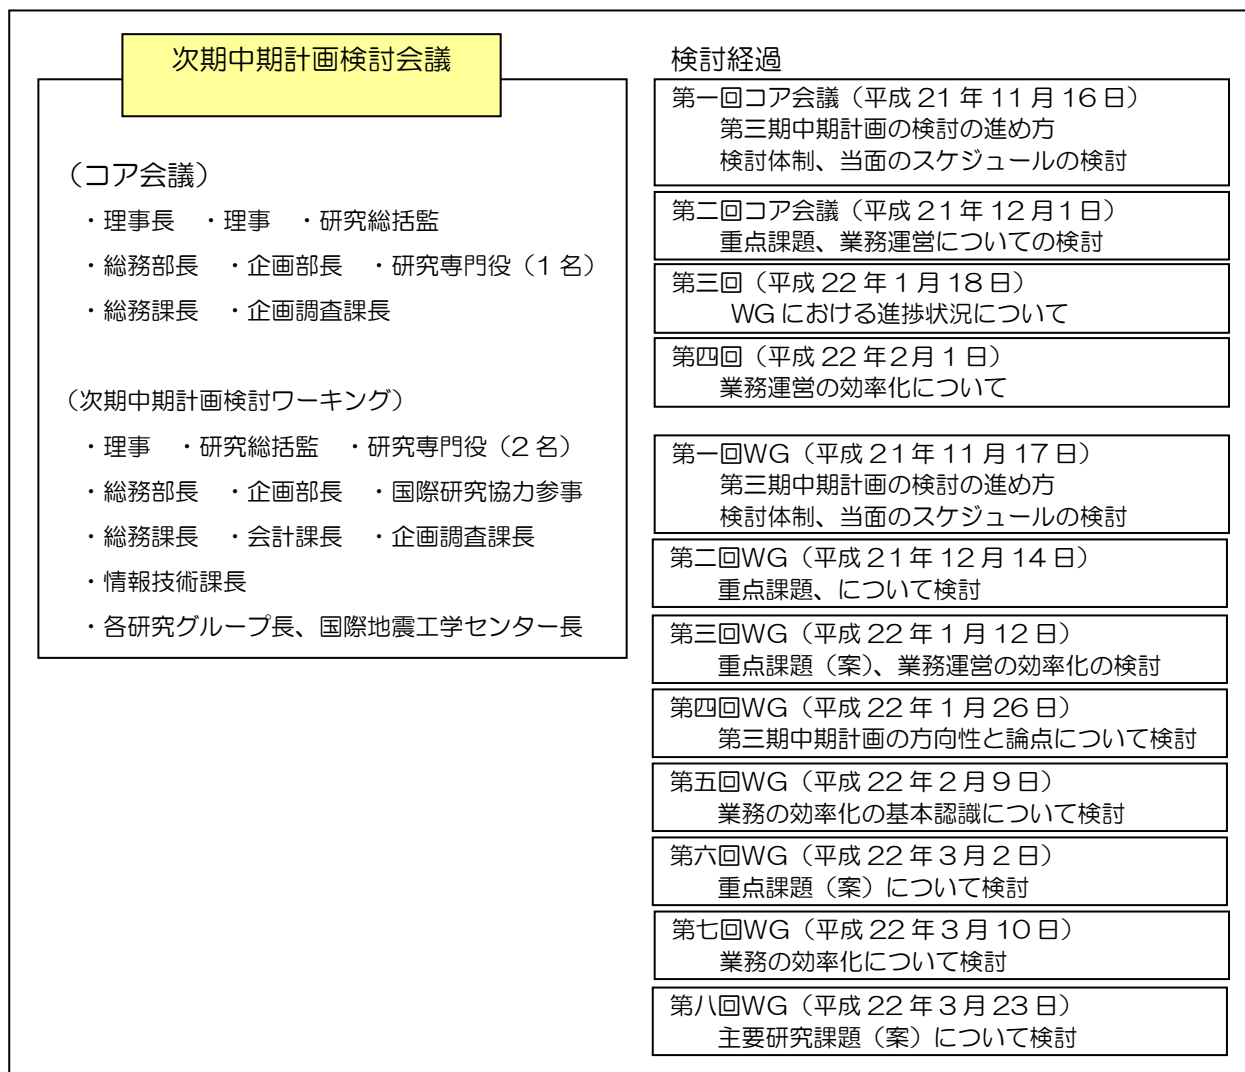 次期中期計画検討会議
（コア会議）
・理事長　・理事　・研究総括監
・総務部長　・企画部長　・研究専門役（1名）
・総務課長　・企画調査課長
（次期中期計画検討ワーキング）
・理事　・研究総括監　・研究専門役（2名）
・総務部長　・企画部長　・国際研究協力参事
・総務課長　・会計課長　・企画調査課長
・情報技術課長
・各研究グループ長、国際地震工学センター長
検討経過
第一回コア会議（平成21年11月16日）
第三期中期計画の検討の進め方
検討体制、当面のスケジュールの検討
第二回コア会議（平成21年12月1日）
重点課題、業務運営についての検討
第三回（平成22年1月18日）
WGにおける進捗状況について
第四回（平成22年2月1日）
業務運営の効率化について
第一回WG（平成21年11月17日）
第三期中期計画の検討の進め方
検討体制、当面のスケジュールの検討
第二回WG（平成21年12月14日）
重点課題、について検討
第三回WG（平成22年1月12日）
重点課題（案）、業務運営の効率化の検討
第四回WG（平成22年1月26日）
第三期中期計画の方向性と論点について検討
第五回WG（平成22年2月9日）
業務の効率化の基本認識について検討
第六回WG（平成22年3月2日）
重点課題（案）について検討
第七回WG（平成22年3月10日）
業務の効率化について検討
第八回WG（平成22年3月23日）
主要研究課題（案）について検討